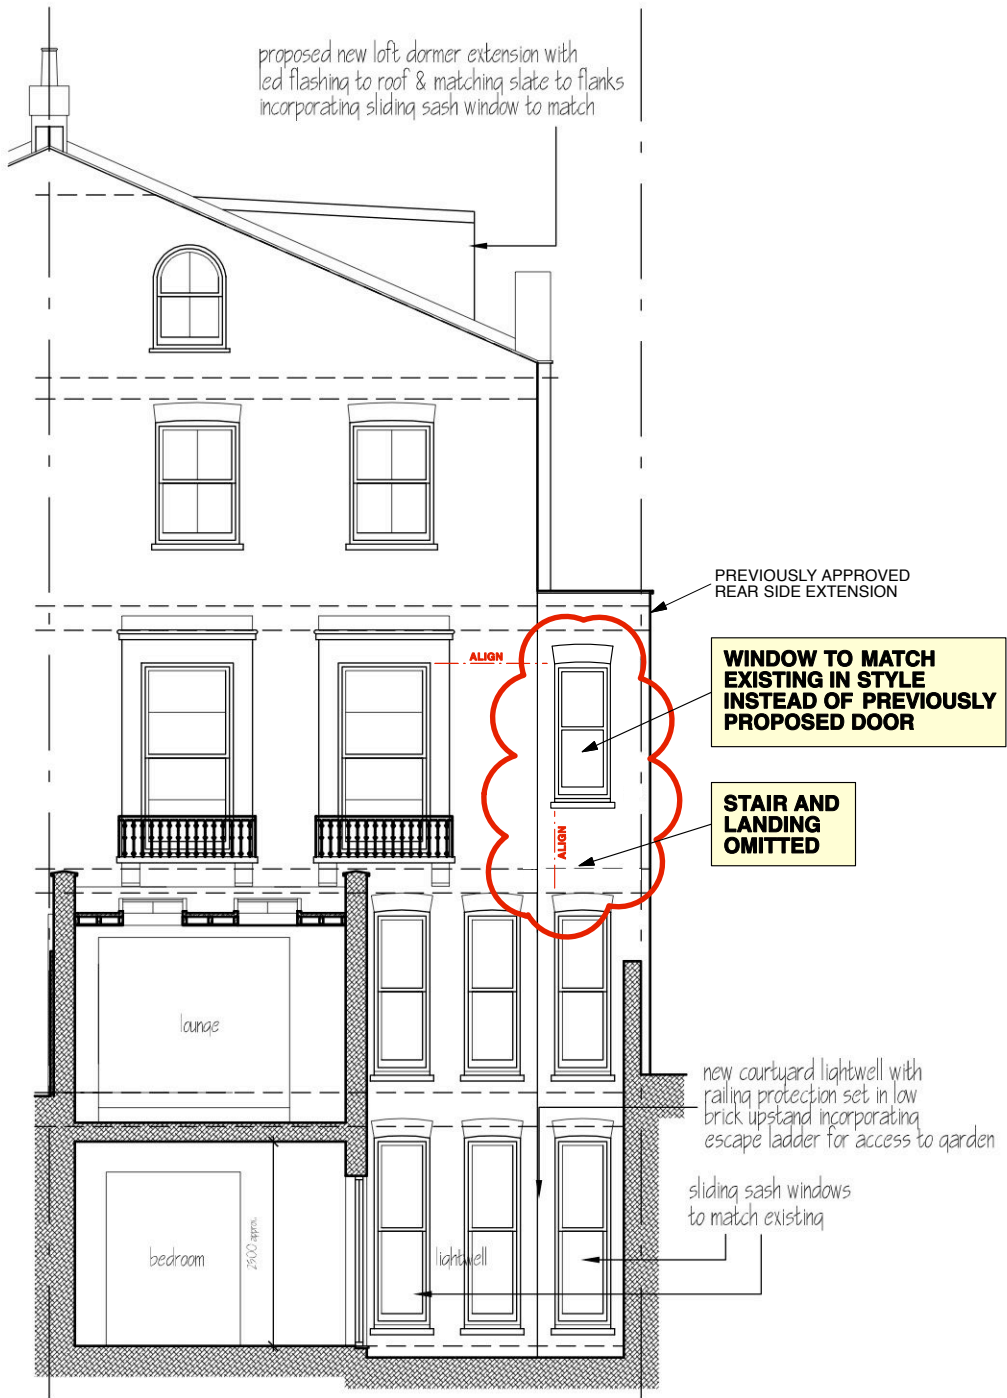 proposed new loft dormer extension with
led flashing to roof & matching slate to flanks
incorporating sliding sash window to match
PREVIOUSLY APPROVED
REAR SIDE EXTENSION
ALIGN
WINDOW TO MATCH
EXISTING IN STYLE
INSTEAD OF PREVIOUSLY
PROPOSED DOOR
STAIR AND
LANDING
OMITTED
ALIGN
lounge
new courtyard lightwell with
railing protection set in low
brick upstand incorporating
escape ladder for access to garden
sliding sash windows
to match existing
bedroom
2500 approx.
lightwell